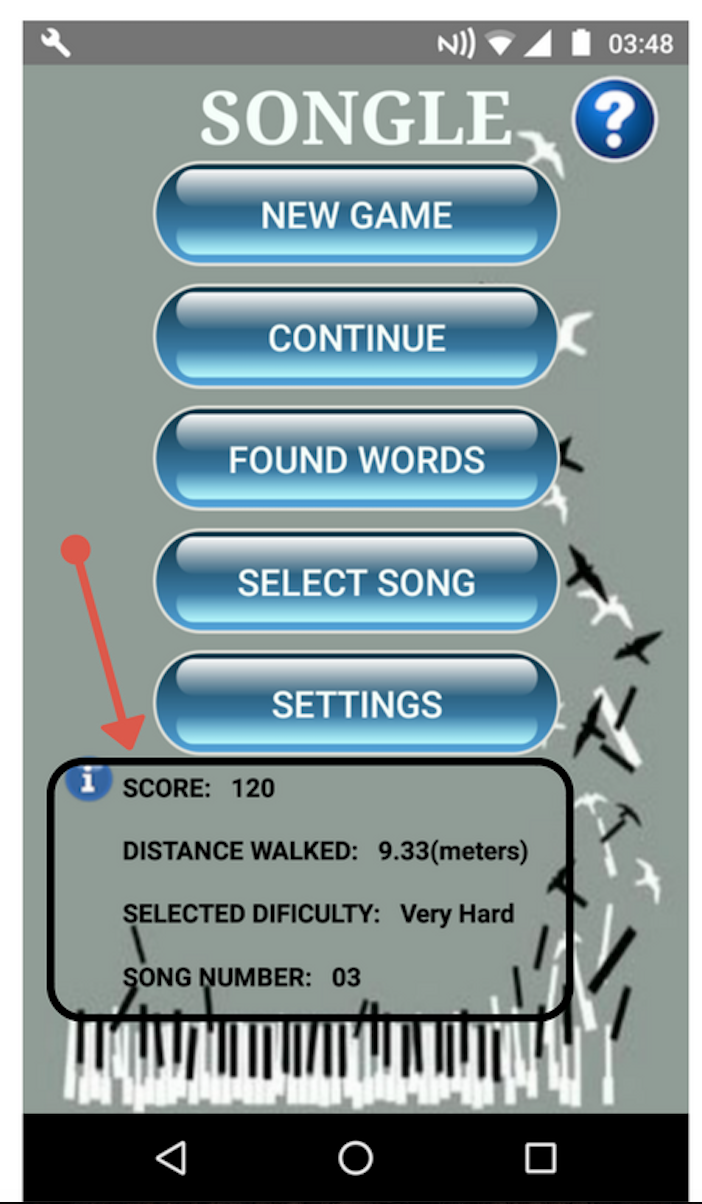 03:48
SONGLE
?
NEW GAME
CONTINUE
FOUND WORDS
SELECT SONG
SETTINGS
i
SCORE: 120
DISTANCE WALKED: 9.33(meters)
SELECTED DIFICULTY: Very Hard
SONG NUMBER: 03